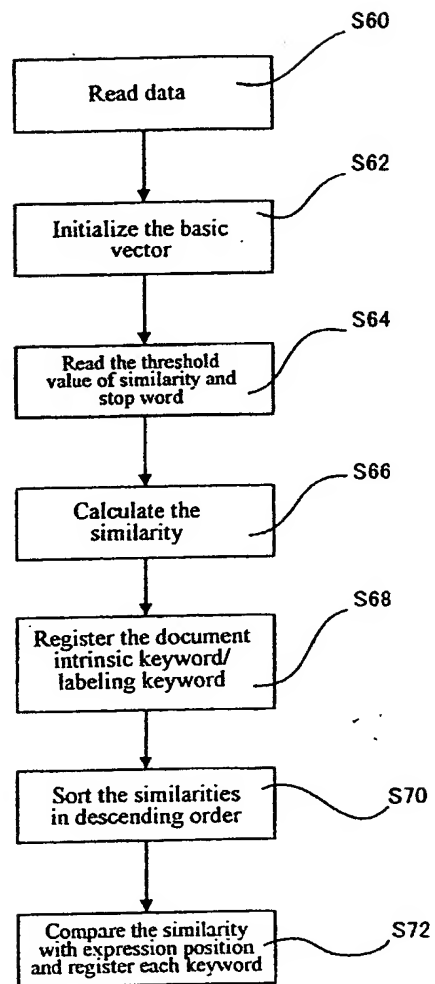 S60
Read data
S62
Initialize the basic
vector
S64
Read the threshold
value of similarity and
stop word
S66
Calculate the
similarity
S68
Register the document
intrinsic keyword/
labeling keyword
S70
Sort the similarities
in descending order
S72
Compare the similarity
with expression position
and register each keyword